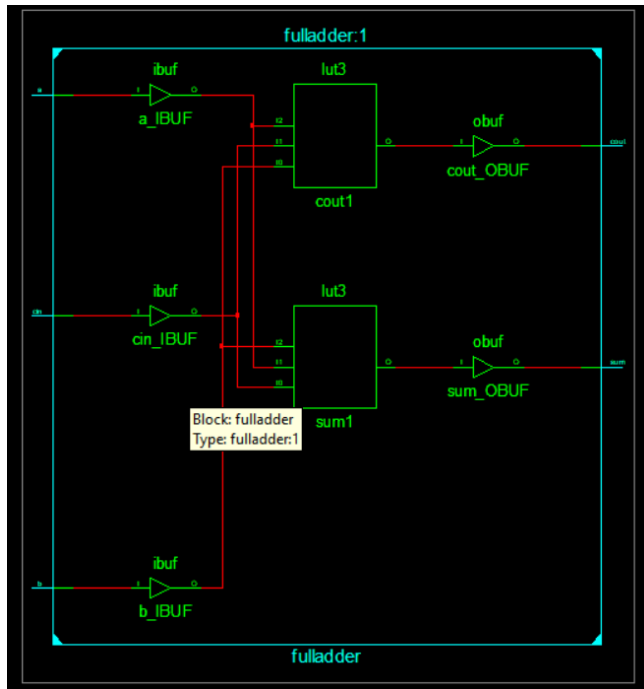 fulladder:1
ibuf
lut3
a
I
O
a_IBUF
obuf
I2
I1
I0
O
I
O
cout
cout_OBUF
cout1
ibuf
lut3
cin
I
O
cin_IBUF
obuf
I2
I1
I0
O
I
O
sum
sum_OBUF
Block: fulladder
Type: fulladder:1
sum1
ibuf
b
I
O
b_IBUF
fulladder